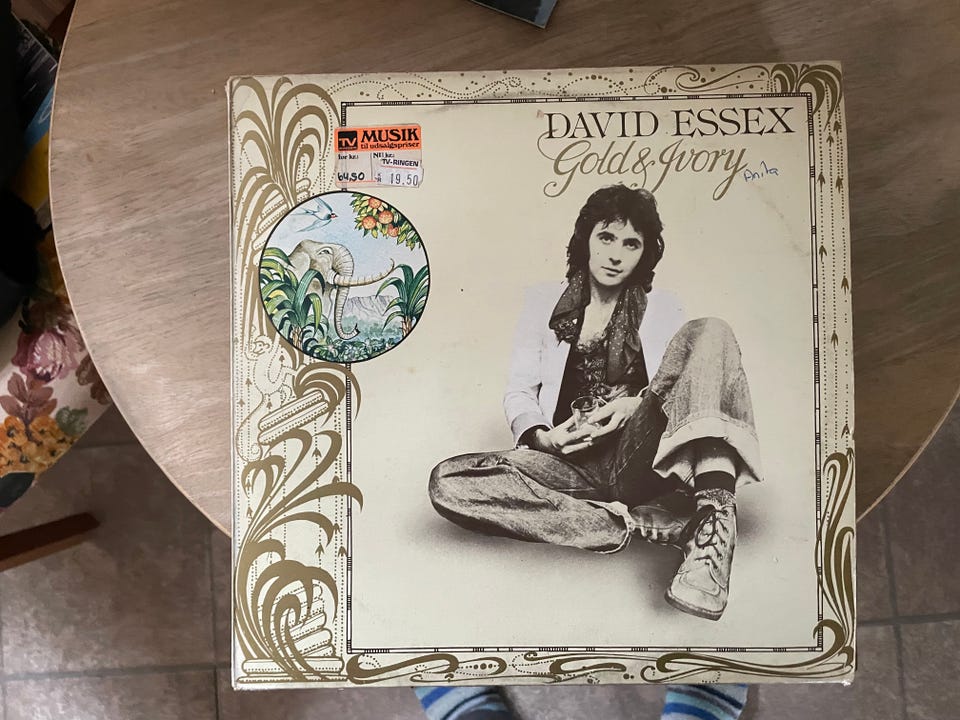 DAVID ESSEX
Gold & Ivory
Anita
TV MUSIK
til udsalgspriser
før kr.: NU kr.:
TV-RINGEN
64,50 19.50